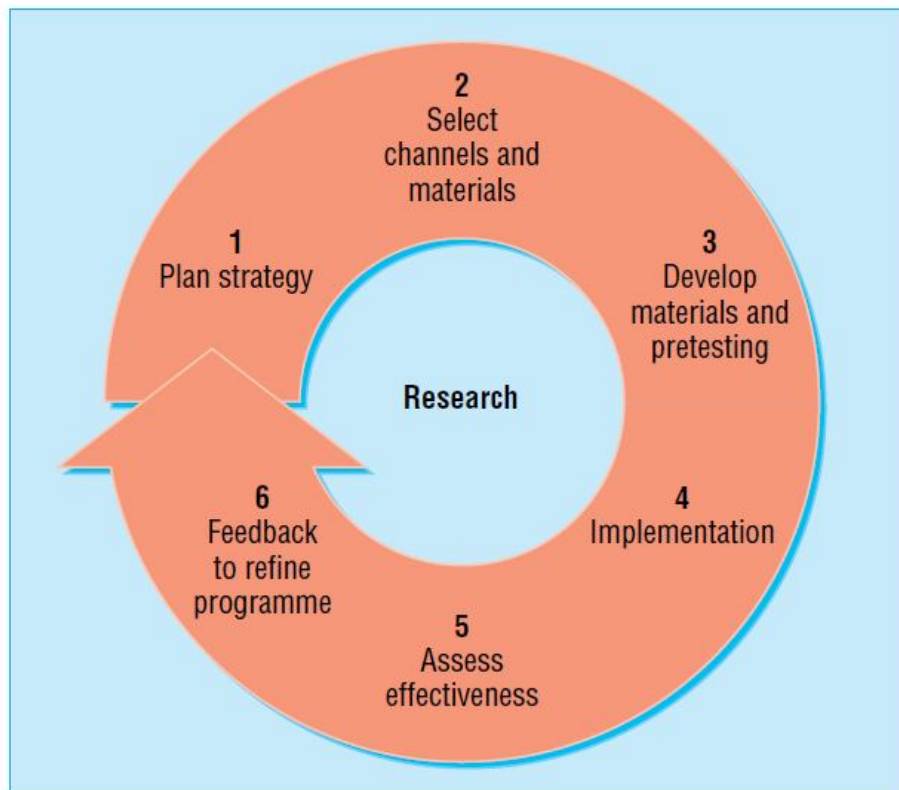 1
Plan strategy
2
Select
channels and
materials
3
Develop
materials and
pretesting
4
Implementation
5
Assess
effectiveness
6
Feedback
to refine
programme
Research